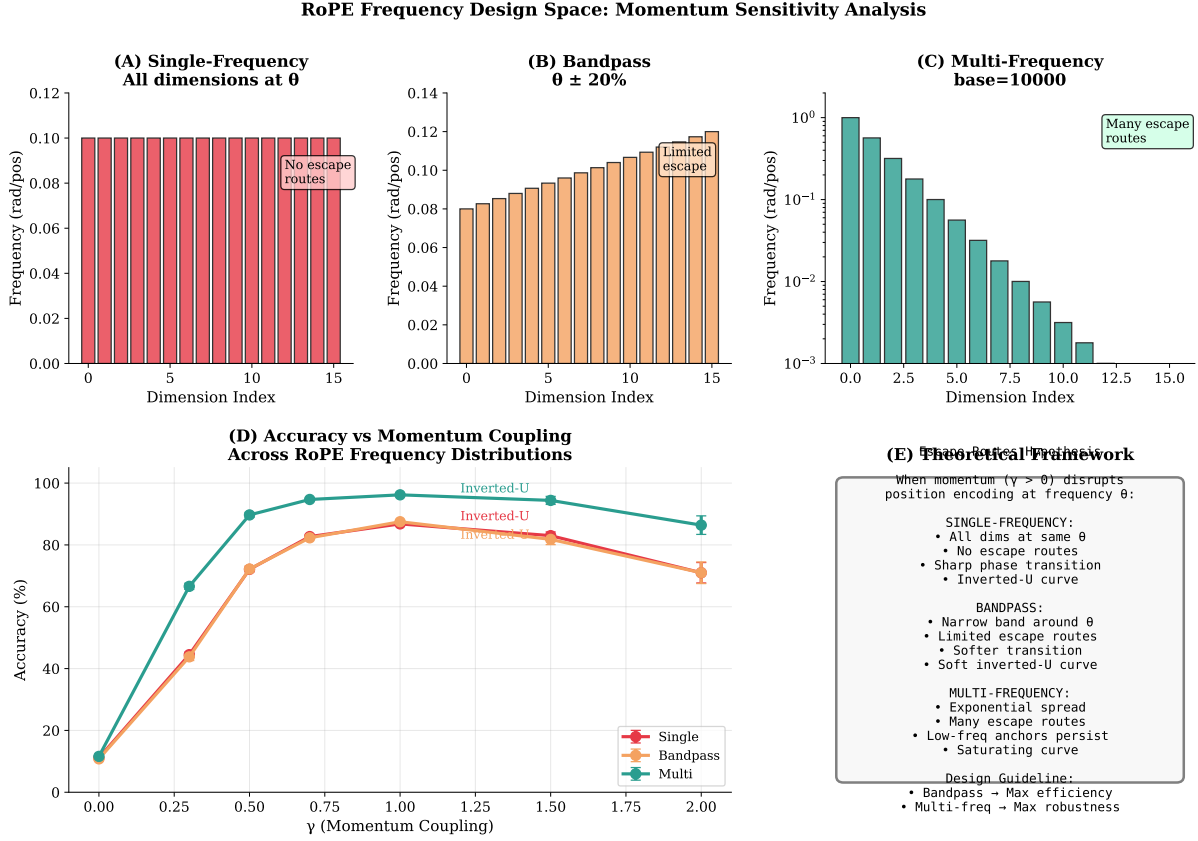 RoPE Frequency Design Space: Momentum Sensitivity Analysis
(A) Single-Frequency
All dimensions at θ
Frequency (rad/pos)
0.12
0.10
0.08
0.06
0.04
0.02
0.00
No escape
routes
0 5 10 15
Dimension Index
(B) Bandpass
θ ± 20%
Frequency (rad/pos)
0.14
0.12
0.10
0.08
0.06
0.04
0.02
0.00
Limited
escape
0 5 10 15
Dimension Index
(C) Multi-Frequency
base=10000
Frequency (rad/pos)
10⁰
10⁻¹
10⁻²
10⁻³
Many escape
routes
0.0 2.5 5.0 7.5 10.0 12.5 15.0
Dimension Index
(D) Accuracy vs Momentum Coupling
Across RoPE Frequency Distributions
Accuracy (%)
100
80
60
40
20
0
Inverted-U
Inverted-U
Inverted-U
Single
Bandpass
Multi
0.00 0.25 0.50 0.75 1.00 1.25 1.50 1.75 2.00
γ (Momentum Coupling)
(E) Theoretical Framework
Escape Routes Hypothesis
When momentum (γ > 0) disrupts
position encoding at frequency θ:
SINGLE-FREQUENCY:
• All dims at same θ
• No escape routes
• Sharp phase transition
• Inverted-U curve
BANDPASS:
• Narrow band around θ
• Limited escape routes
• Softer transition
• Soft inverted-U curve
MULTI-FREQUENCY:
• Exponential spread
• Many escape routes
• Low-freq anchors persist
• Saturating curve
Design Guideline:
• Bandpass → Max efficiency
• Multi-freq → Max robustness